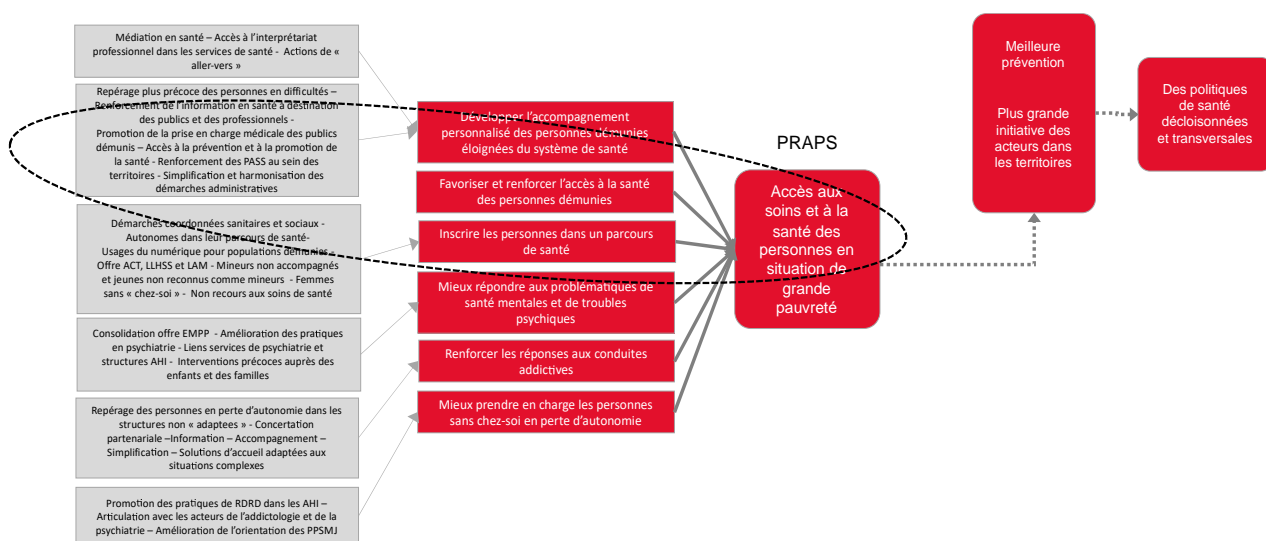 Médiation en santé – Accès à l'interprétariat
professionnel dans les services de santé - Actions de «
aller-vers »
Repérage plus précoce des personnes en difficultés –
Renforcement de l'information en santé à destination
des publics et des professionnels -
Promotion de la prise en charge médicale des publics
démunis – Accès à la prévention et à la promotion de
la santé - Renforcement des PASS au sein des
territoires - Simplification et harmonisation des
démarches administratives
Démarches coordonnées sanitaires et sociaux -
Autonomes dans leur parcours de santé-
Usages du numérique pour populations démunies -
Offre ACT, LLHSS et LAM - Mineurs non accompagnés
et jeunes non reconnus comme mineurs - Femmes
sans « chez-soi » - Non recours aux soins de santé
Consolidation offre EMPP - Amélioration des pratiques
en psychiatrie - Liens services de psychiatrie et
structures AHI - Interventions précoces auprès des
enfants et des familles
Repérage des personnes en perte d'autonomie dans les
structures non « adaptees » - Concertation
partenariale –Information – Accompagnement –
Simplification – Solutions d'accueil adaptées aux
situations complexes
Promotion des pratiques de RDRD dans les AHI –
Articulation avec les acteurs de l'addictologie et de la
psychiatrie – Amélioration de l'orientation des PPSMJ
Développer l'accompagnement
personnalisé des personnes démunies
éloignées du système de santé
Favoriser et renforcer l'accès à la santé
des personnes démunies
Inscrire les personnes dans un parcours
de santé
Mieux répondre aux problématiques de
santé mentales et de troubles
psychiques
Renforcer les réponses aux conduites
addictives
Mieux prendre en charge les personnes
sans chez-soi en perte d'autonomie
PRAPS
Accès aux
soins et à la
santé des
personnes en
situation de
grande
pauvreté
Meilleure
prévention
Plus grande
initiative des
acteurs dans
les territoires
Des politiques
de santé
décloisonnées
et transversales